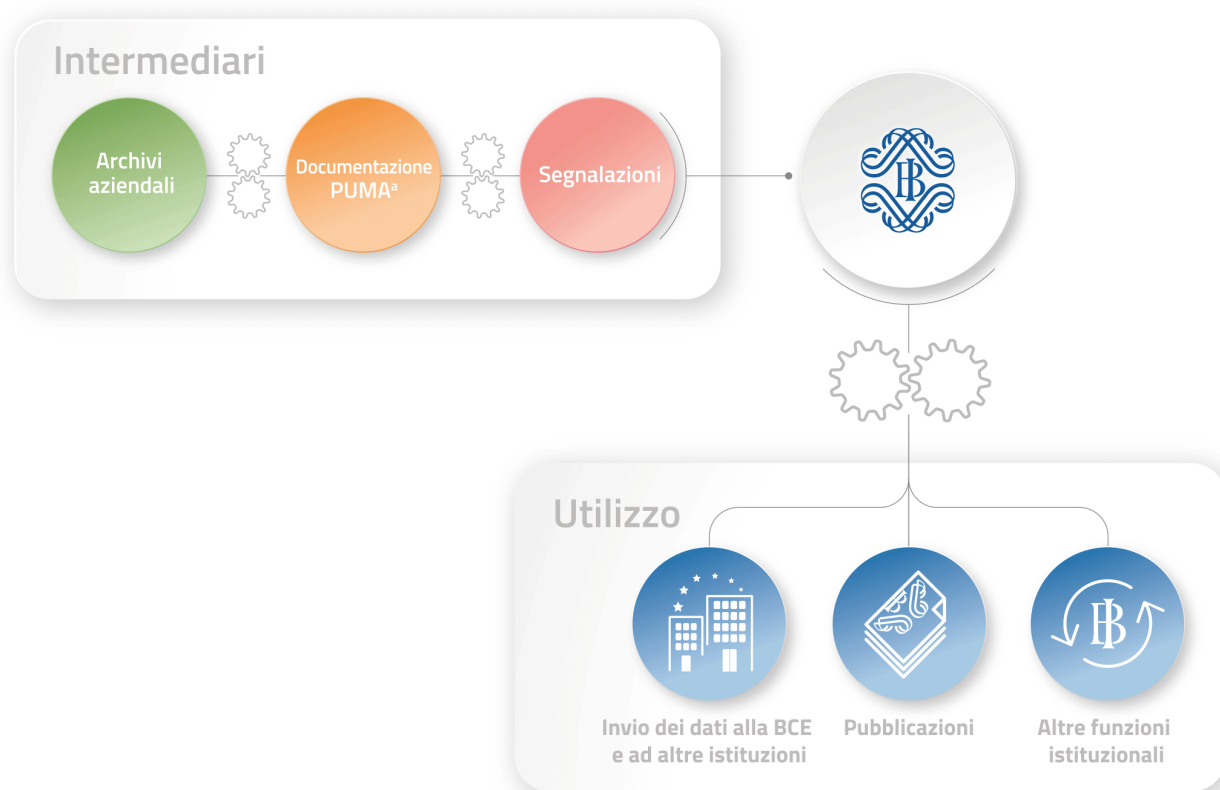 Intermediari
Archivi
aziendali
Documentazione
PUMAᵃ
Segnalazioni
Utilizzo
Invio dei dati alla BCE
e ad altre istituzioni
Pubblicazioni
Altre funzioni
istituzionali